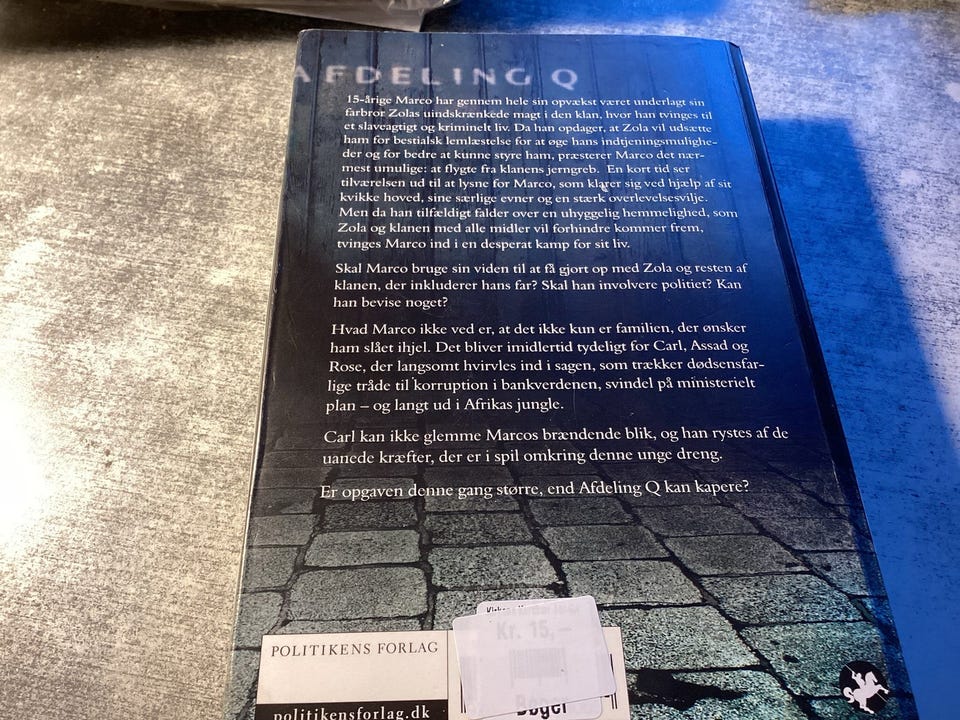 AFDELING Q
15-årige Marco har gennem hele sin opvækst været underlagt sin
farbror Zolas uindskrænkede magt i den klan, hvor han tvinges til
et slaveagtigt og kriminelt liv. Da han opdager, at Zola vil udsætte
ham for bestialsk lemlæstelse for at øge hans indtjeningsmulighe-
der og for bedre at kunne styre ham, præsterer Marco det nær-
mest umulige: at flygte fra klanens jerngreb. En kort tid ser
tilværelsen ud til at lysne for Marco, som klarer sig ved hjælp af sit
kvikke hoved, sine særlige evner og en stærk overlevelsesvilje.
Men da han tilfældigt falder over en uhyggelig hemmelighed, som
Zola og klanen med alle midler vil forhindre kommer frem,
tvinges Marco ind i en desperat kamp for sit liv.
Skal Marco bruge sin viden til at få gjort op med Zola og resten af
klanen, der inkluderer hans far? Skal han involvere politiet? Kan
han bevise noget?
Hvad Marco ikke ved er, at det ikke kun er familien, der ønsker
ham slået ihjel. Det bliver imidlertid tydeligt for Carl, Assad og
Rose, der langsomt hvirvles ind i sagen, som trækker dødsensfar-
lige tråde til korruption i bankverdenen, svindel på ministerielt
plan – og langt ud i Afrikas jungle.
Carl kan ikke glemme Marcos brændende blik, og han rystes af de
uanede kræfter, der er i spil omkring denne unge dreng.
Er opgaven denne gang større, end Afdeling Q kan kapere?
POLITIKENS FORLAG
politikensforlag.dk
Kr. 15,–
Bøger